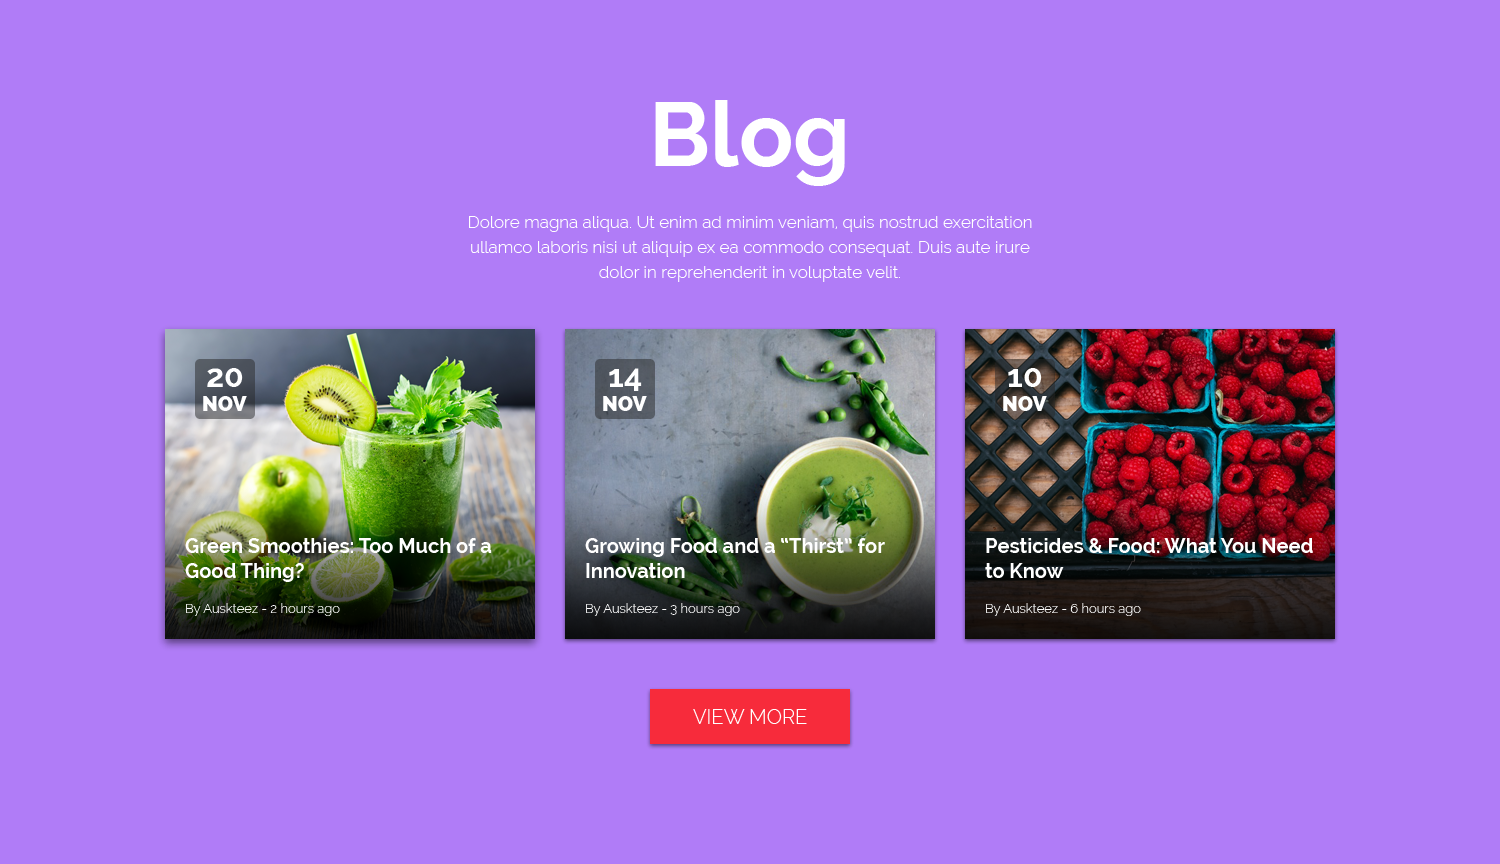 Blog
Dolore magna aliqua. Ut enim ad minim veniam, quis nostrud exercitation
ullamco laboris nisi ut aliquip ex ea commodo consequat. Duis aute irure
dolor in reprehenderit in voluptate velit.
20
NOV
Green Smoothies: Too Much of a
Good Thing?
By Auskteez - 2 hours ago
14
NOV
Growing Food and a “Thirst” for
Innovation
By Auskteez - 3 hours ago
10
NOV
Pesticides & Food: What You Need
to Know
By Auskteez - 6 hours ago
VIEW MORE